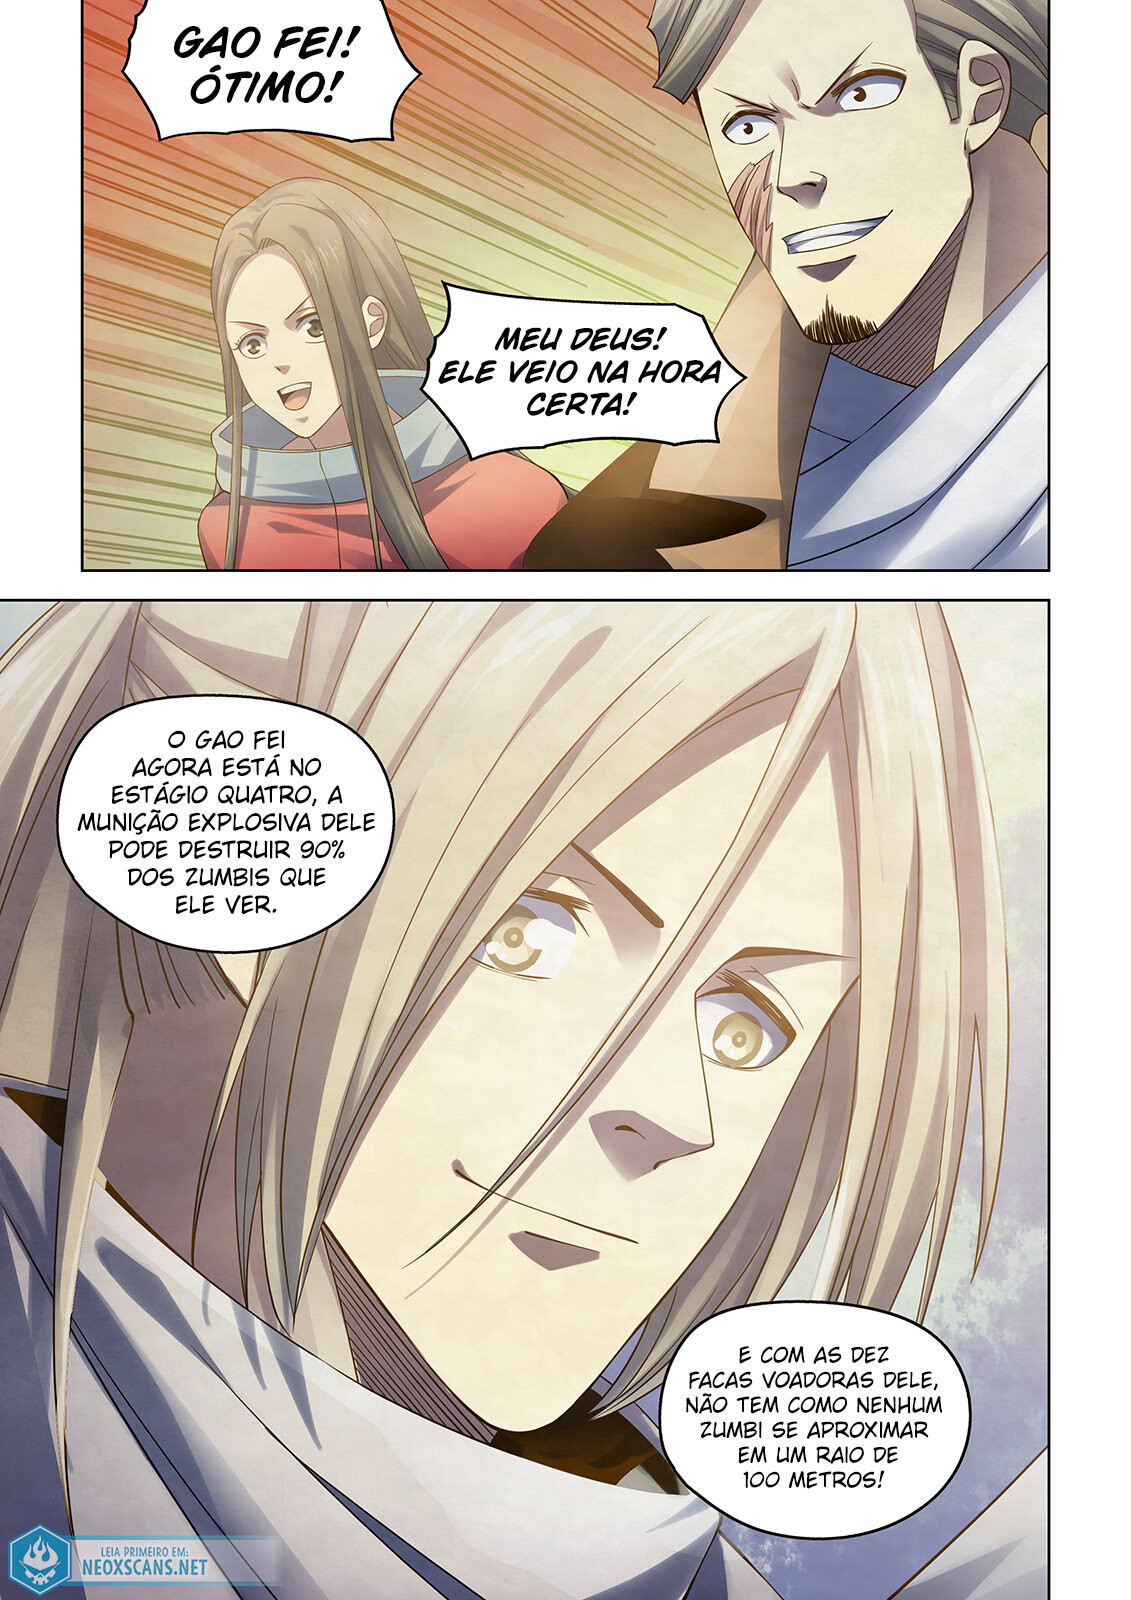 GAO FEI!
ÓTIMO!
MEU DEUS!
ELE VEIO NA HORA
CERTA!
O GAO FEI
AGORA ESTÁ NO
ESTÁGIO QUATRO, A
MUNIÇÃO EXPLOSIVA DELE
PODE DESTRUIR 90%
DOS ZUMBIS QUE
ELE VER.
E COM AS DEZ
FACAS VOADORAS DELE,
NÃO TEM COMO NENHUM
ZUMBI SE APROXIMAR
EM UM RAIO DE
100 METROS!
LEIA PRIMEIRO EM:
NEOXSCANS.NET